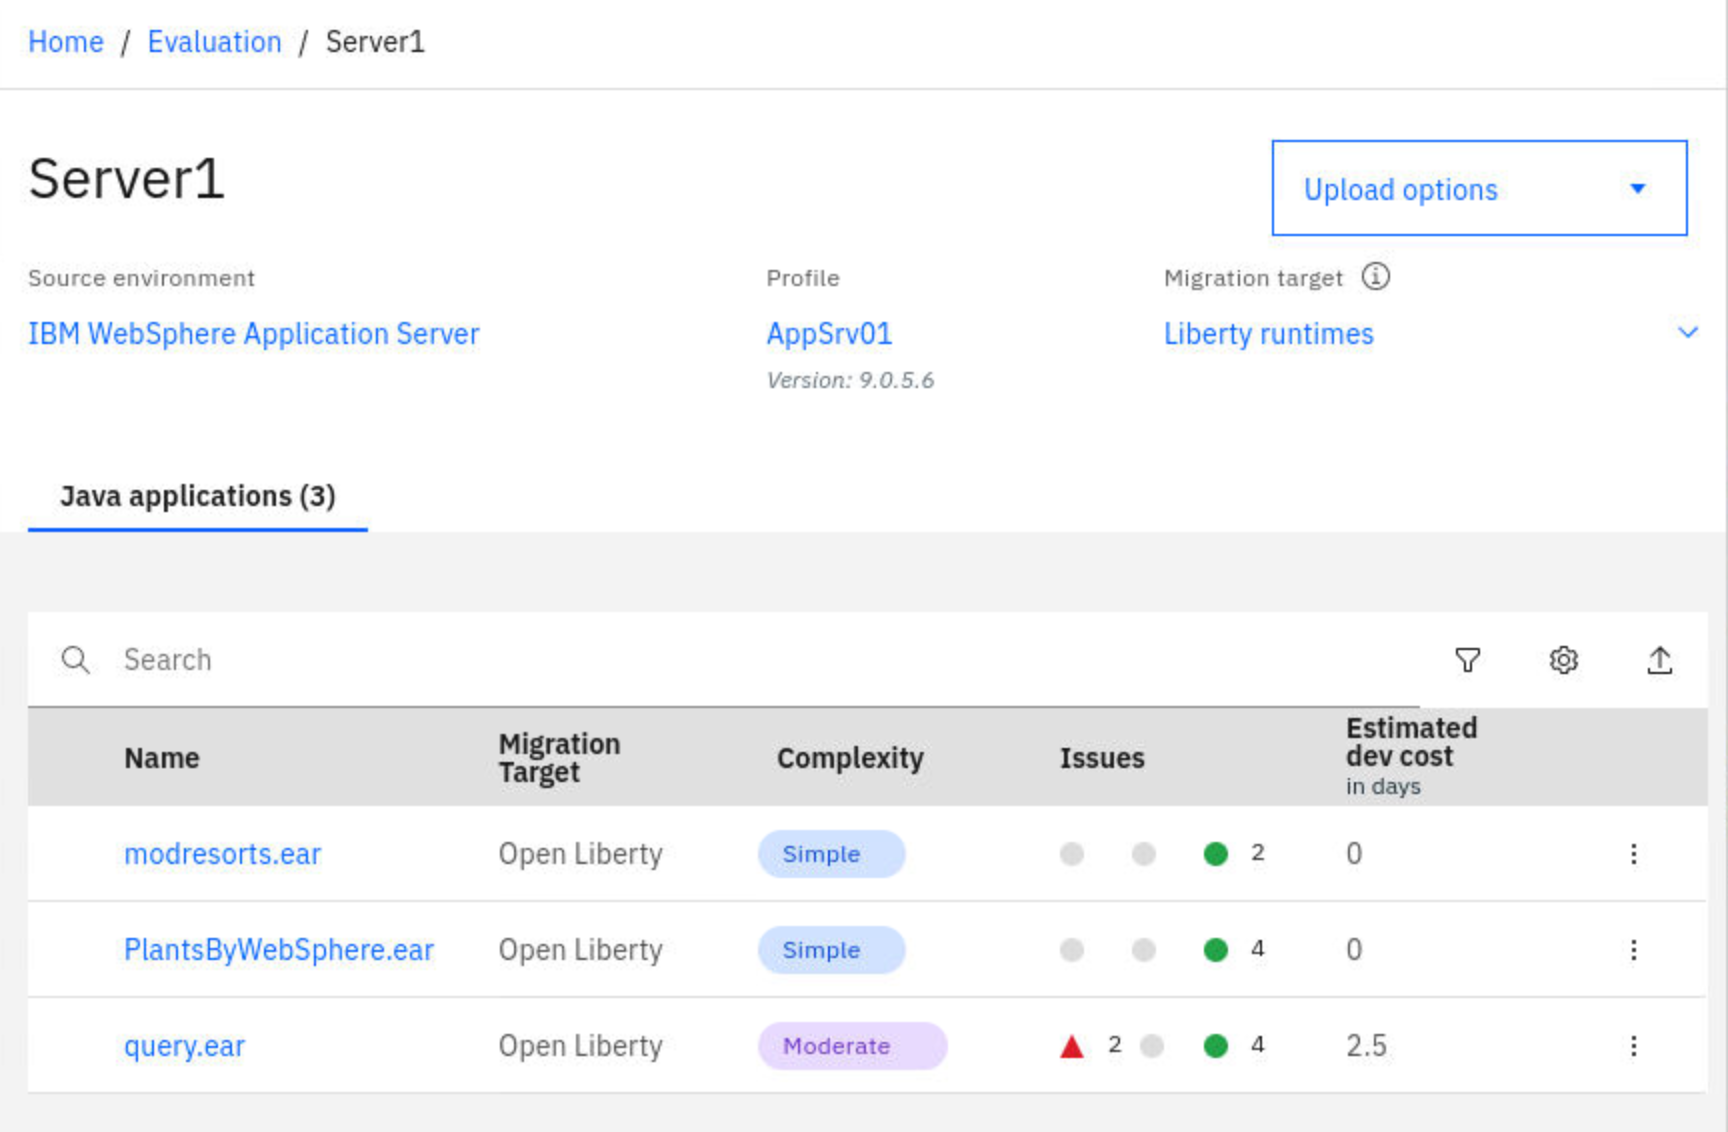 Home / Evaluation / Server1
Server1
Upload options
Source environment
Profile
Migration target
IBM WebSphere Application Server
AppSrv01
Liberty runtimes
Version: 9.0.5.6
Java applications (3)
Search
Name
Migration
Target
Complexity
Issues
Estimated
dev cost
in days
modresorts.ear Open Liberty Simple 2 0
PlantsByWebSphere.ear Open Liberty Simple 4 0
query.ear Open Liberty Moderate 2 4 2.5